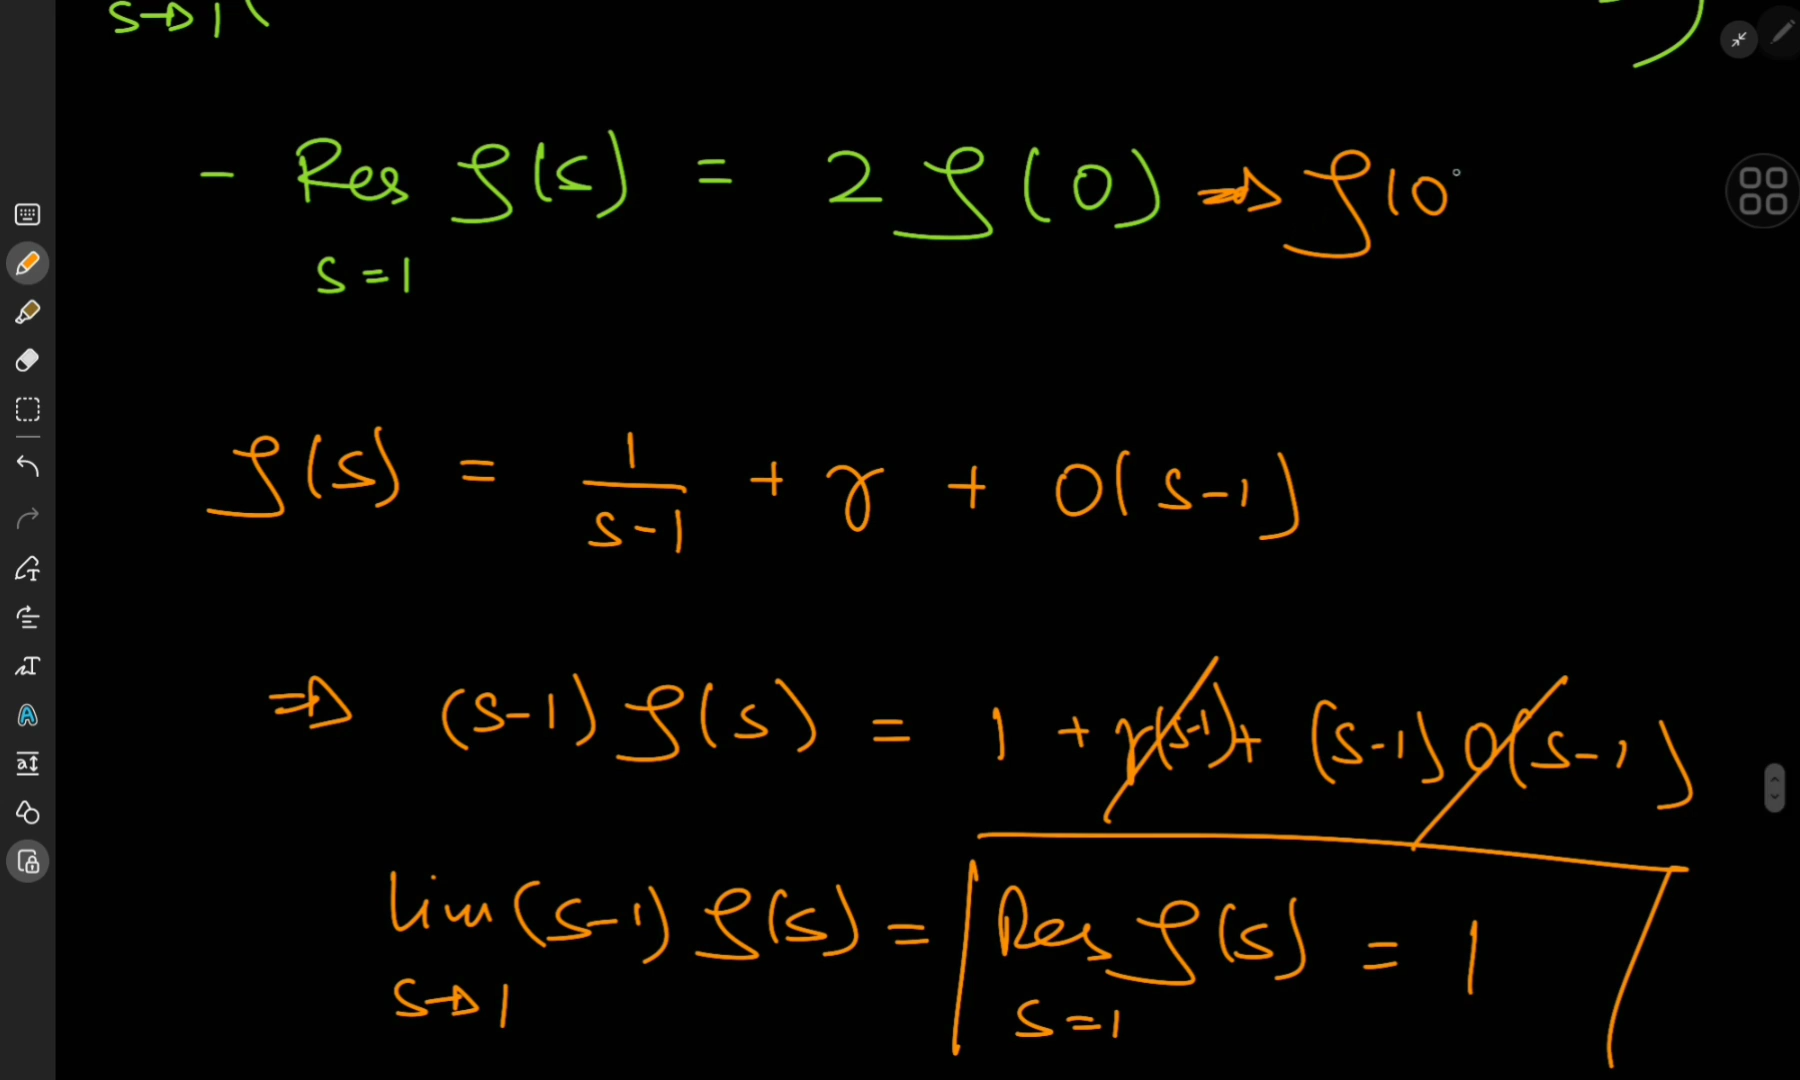 s→1(
- Res ζ(s) = 2 ζ(0) ⇒ ζ(0
s=1
ζ(s) = 1/(s-1) + γ + O(s-1)
⇒ (s-1) ζ(s) = 1 + γ(s-1) + (s-1) O(s-1)
lim (s-1) ζ(s) = Res ζ(s) = 1
s→1 s=1